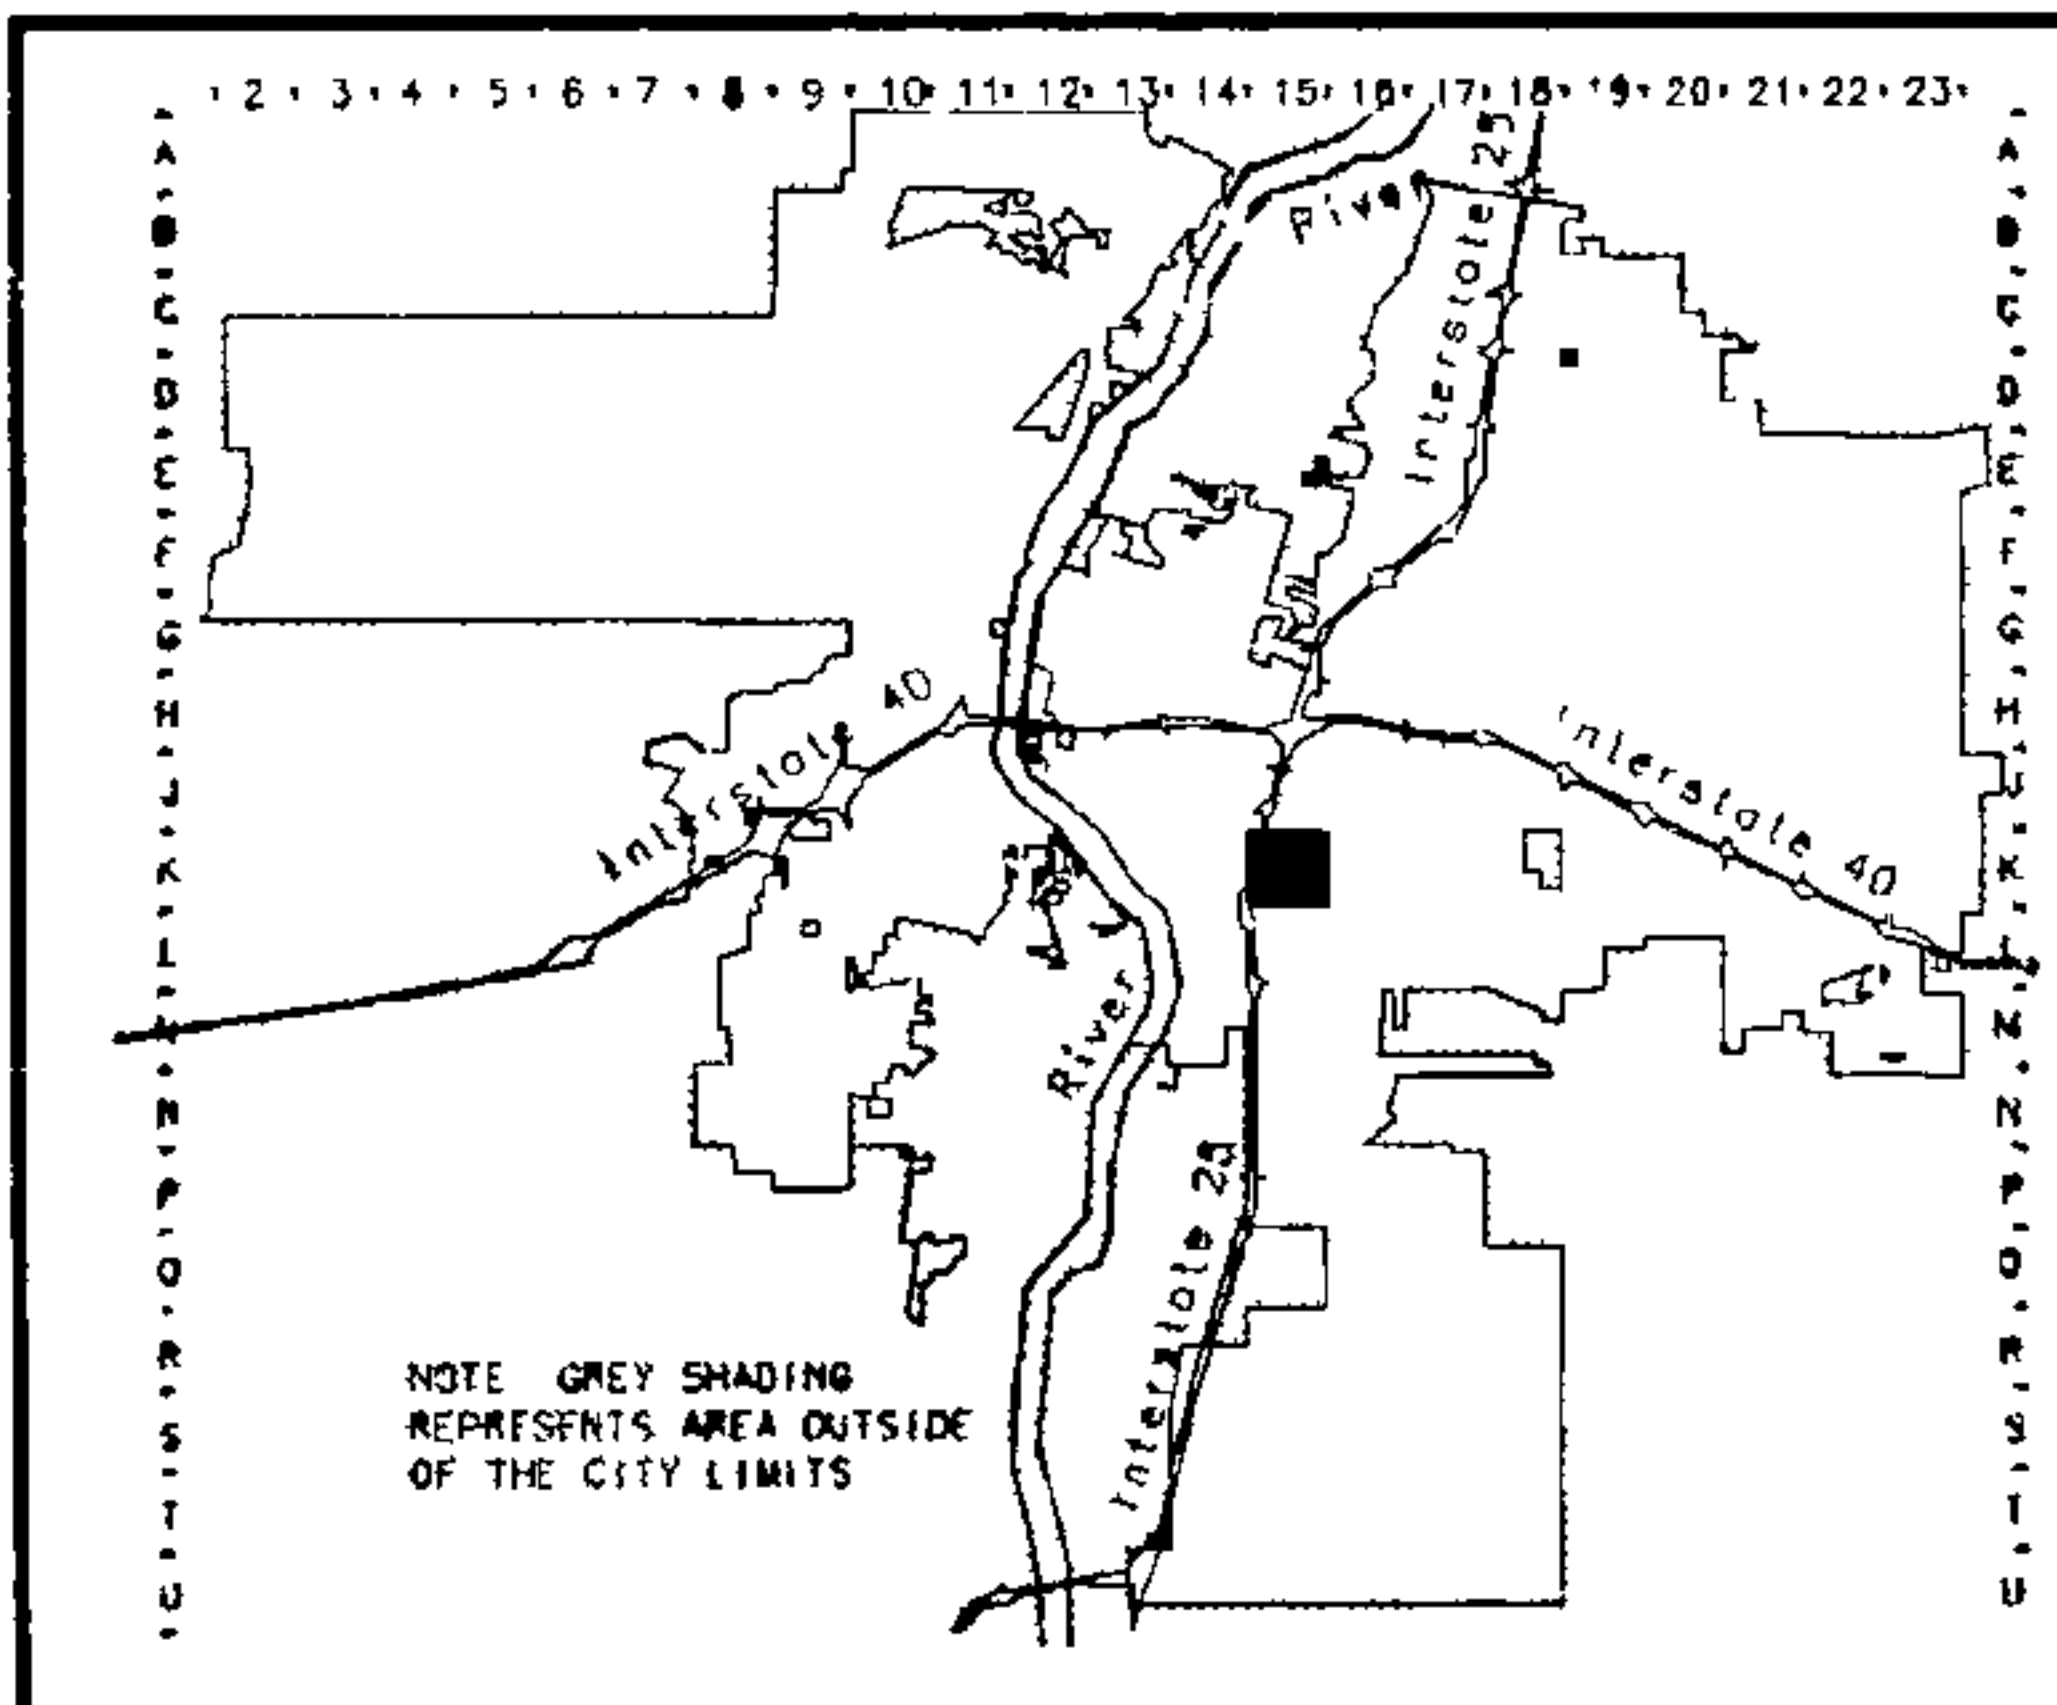 2 3 4 5 6 7 8 9 10 11 12 13 14 15 16 17 18 19 20 21 22 23
A A
B B
C C
D D
E E
F F
G G
H H
J J
K K
L L
M M
N N
P P
Q Q
R R
S S
T T
U U
River
Interstate 25
Interstate 40
Interstate 40
River
Interstate 25
NOTE GREY SHADING
REPRESENTS AREA OUTSIDE
OF THE CITY LIMITS